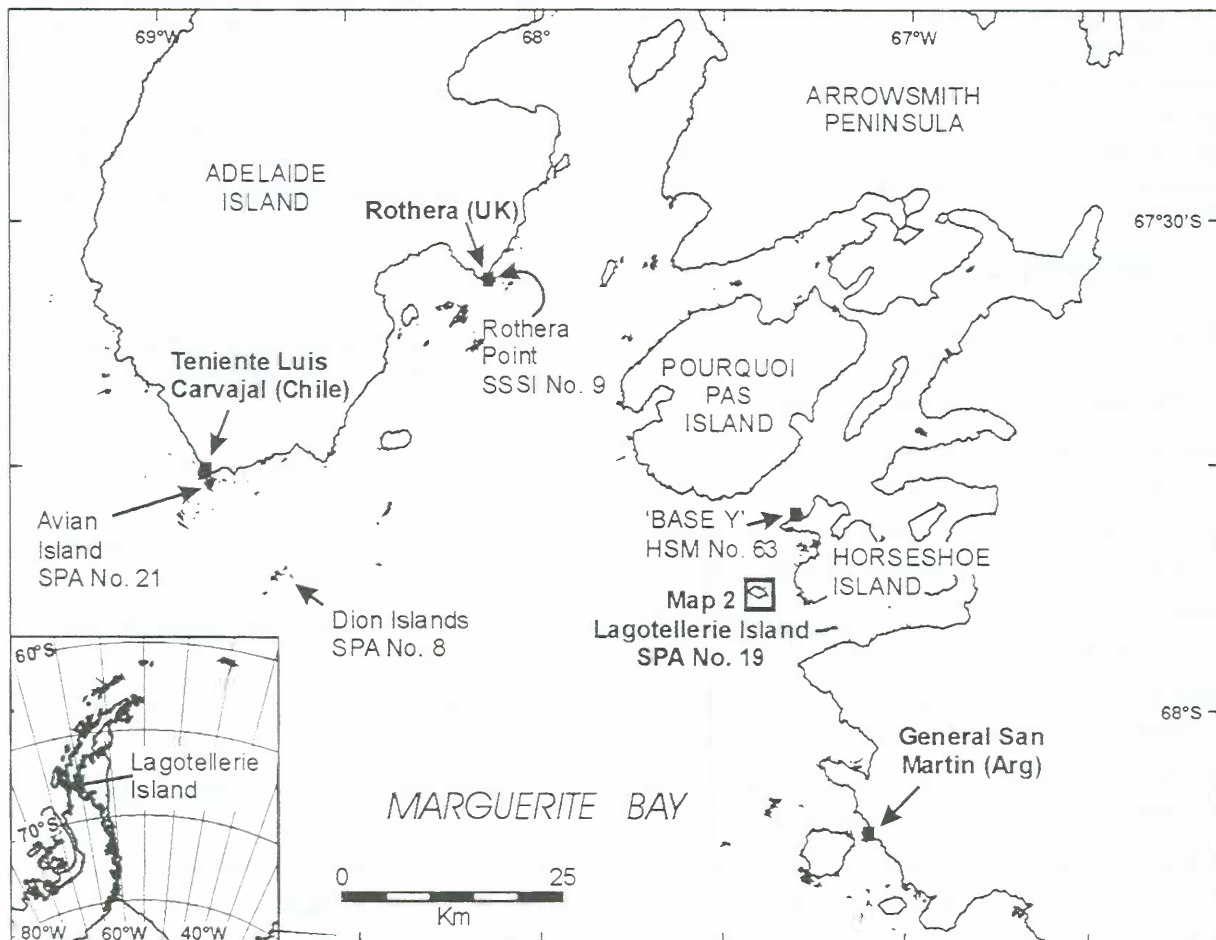 69°W
68°
67°W
ARROWSMITH
PENINSULA
ADELAIDE
ISLAND
Rothera (UK)
67°30'S
Rothera
Point
SSSI No. 9
Teniente Luis
Carvajal (Chile)
POURQUOI
PAS
ISLAND
Avian
Island
SPA No. 21
'BASE Y'
HSM No. 63
HORSESHOE
ISLAND
Map 2
Lagotellerie Island
SPA No. 19
Dion Islands
SPA No. 8
68°S
General San
Martin (Arg)
MARGUERITE BAY
0 25
Km
60°S
Lagotellerie
Island
70°S
80°W 60°W 40°W